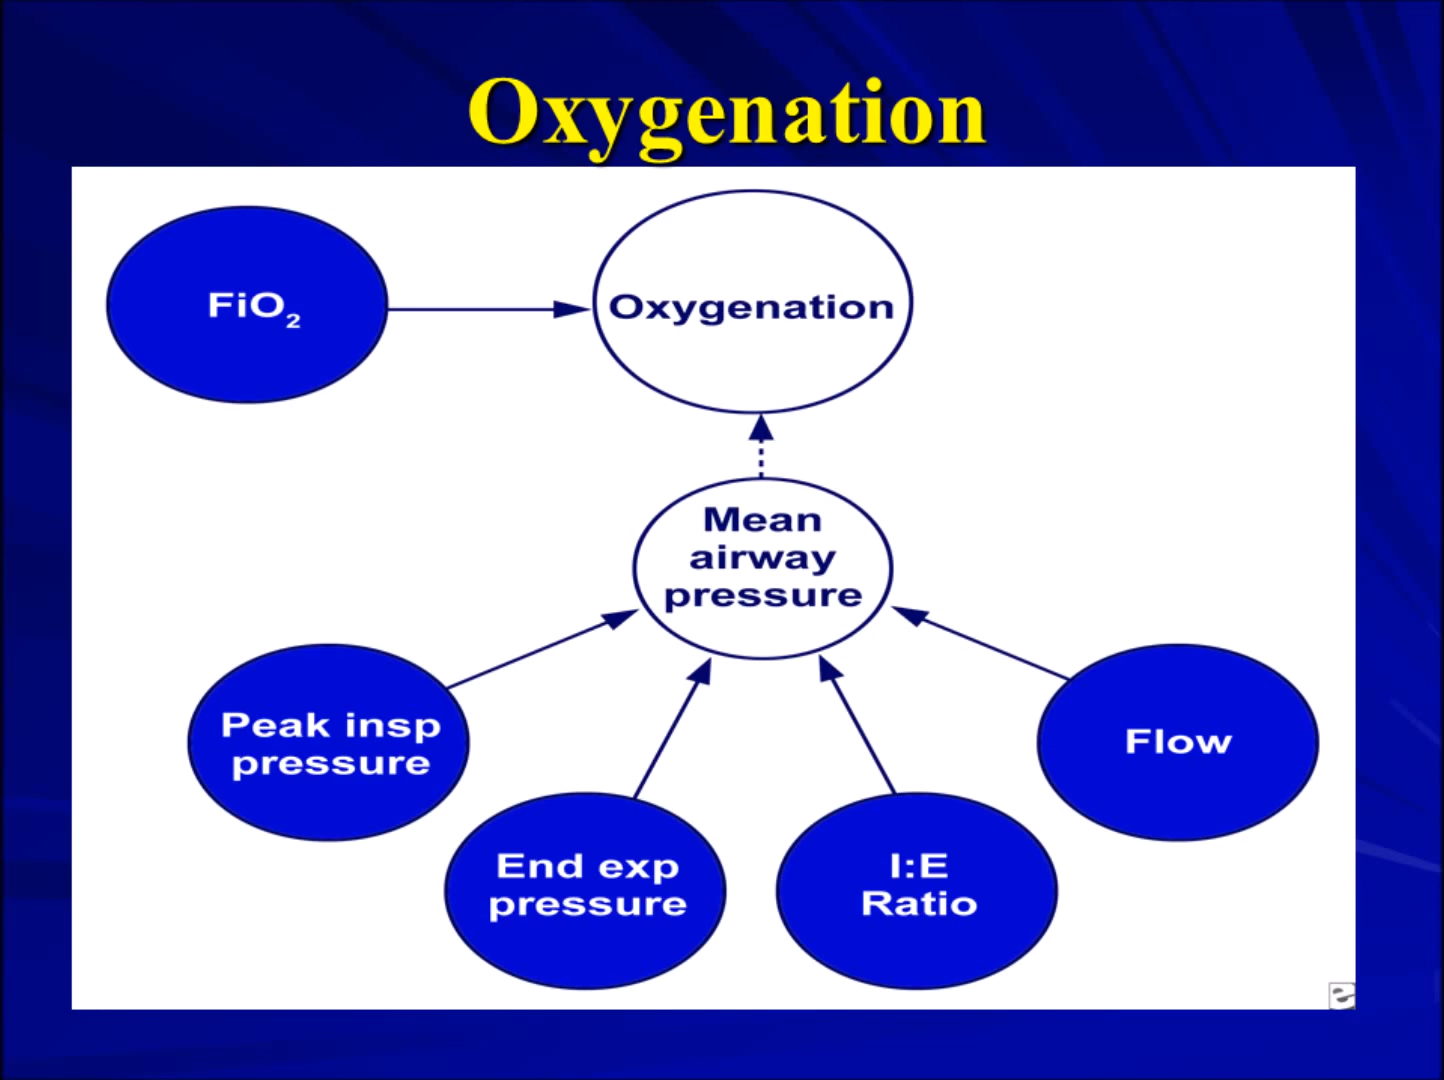 Oxygenation
FiO₂
Oxygenation
Mean
airway
pressure
Peak insp
pressure
Flow
End exp
pressure
I:E
Ratio